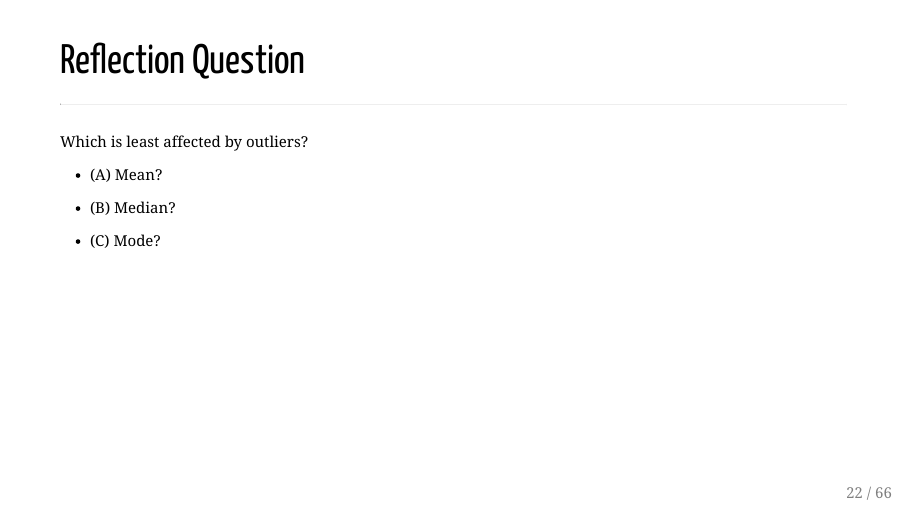 Reflection Question
Which is least affected by outliers?
• (A) Mean?
• (B) Median?
• (C) Mode?
22 / 66